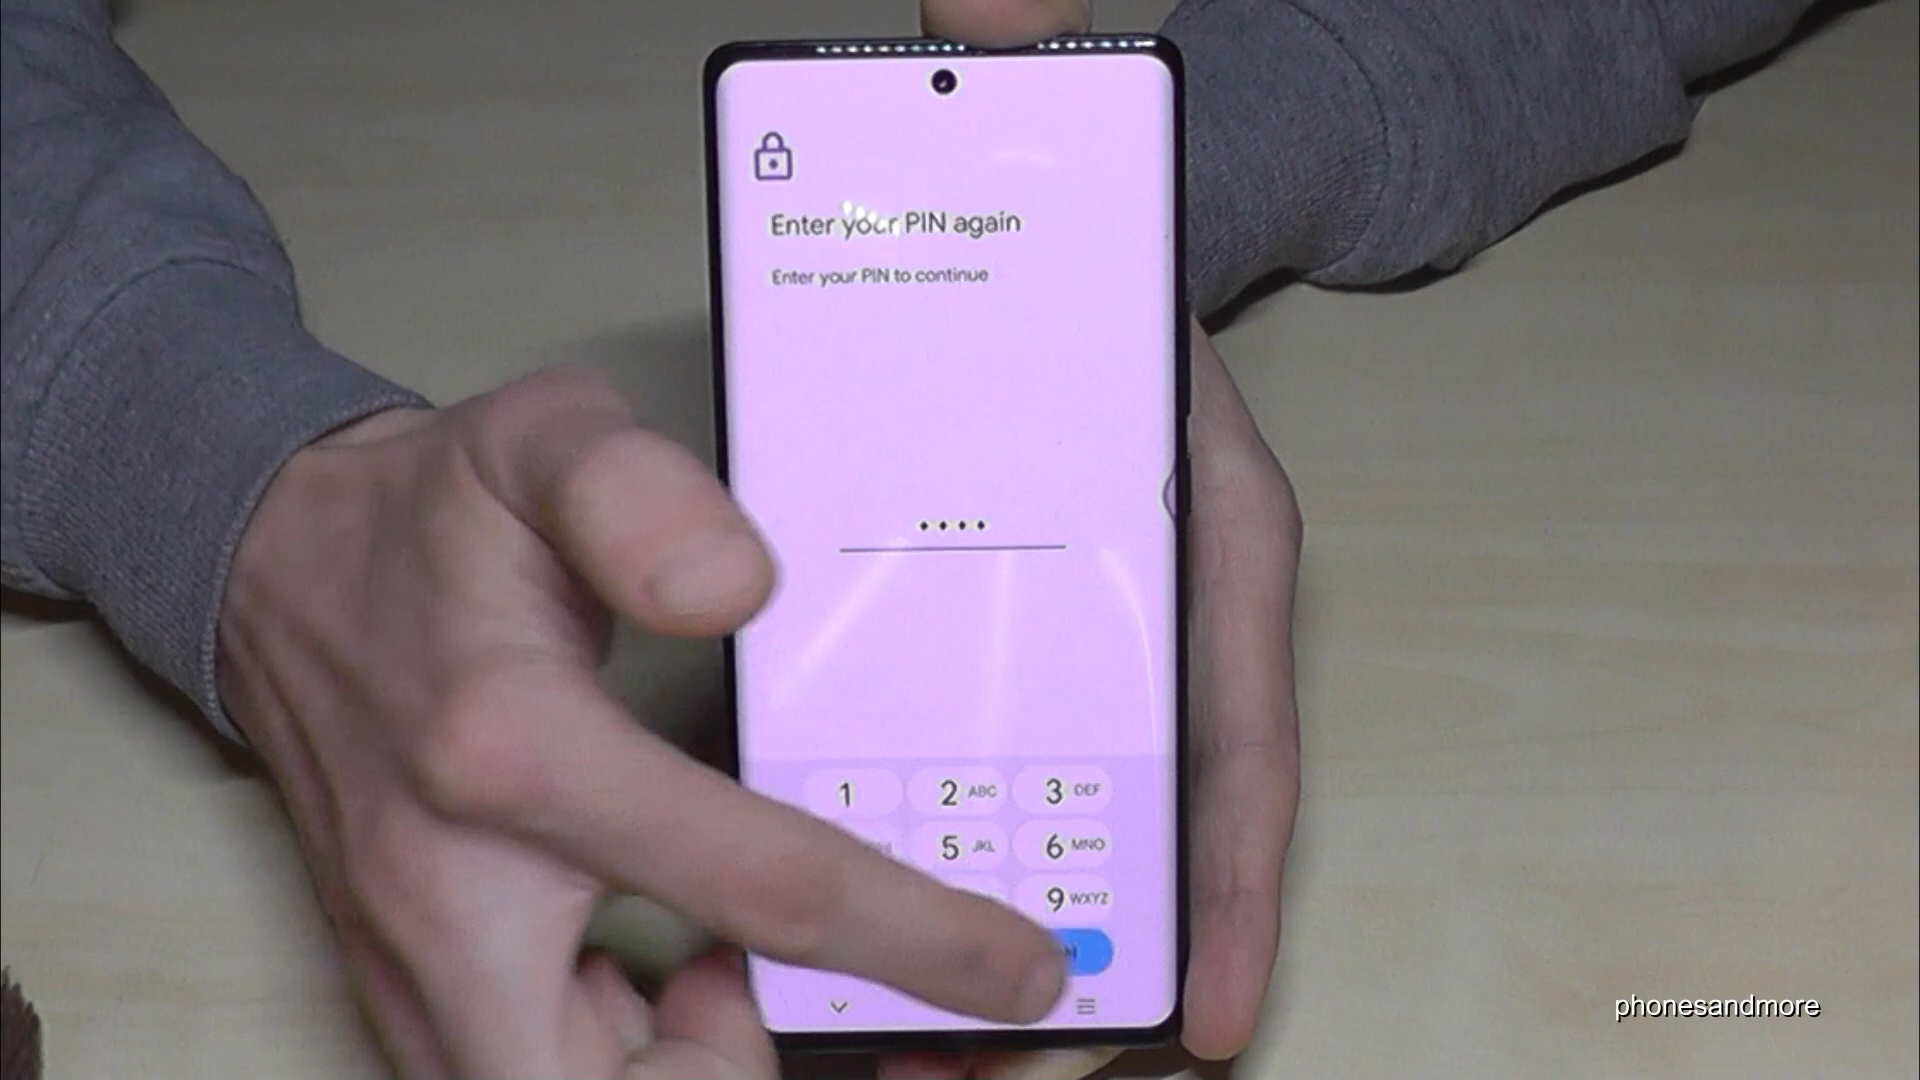 Enter your PIN again
Enter your PIN to continue
••••
1
2 ABC
3 DEF
5 JKL
6 MNO
9 WXYZ
phonesandmore